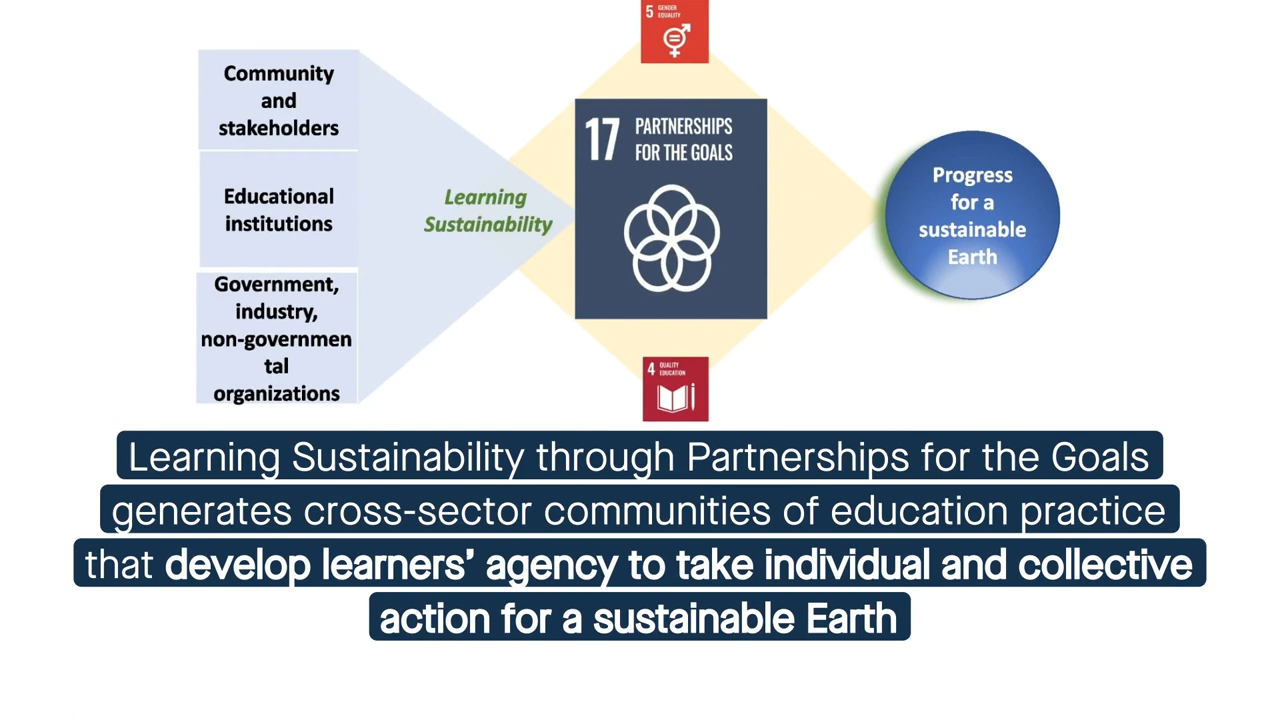 5 GENDER
EQUALITY
Community
and
stakeholders
Educational
institutions
Government,
industry,
non-governmen
tal
organizations
Learning
Sustainability
17 PARTNERSHIPS
FOR THE GOALS
Progress
for a
sustainable
Earth
4 QUALITY
EDUCATION
Learning Sustainability through Partnerships for the Goals
generates cross-sector communities of education practice
that develop learners’ agency to take individual and collective
action for a sustainable Earth